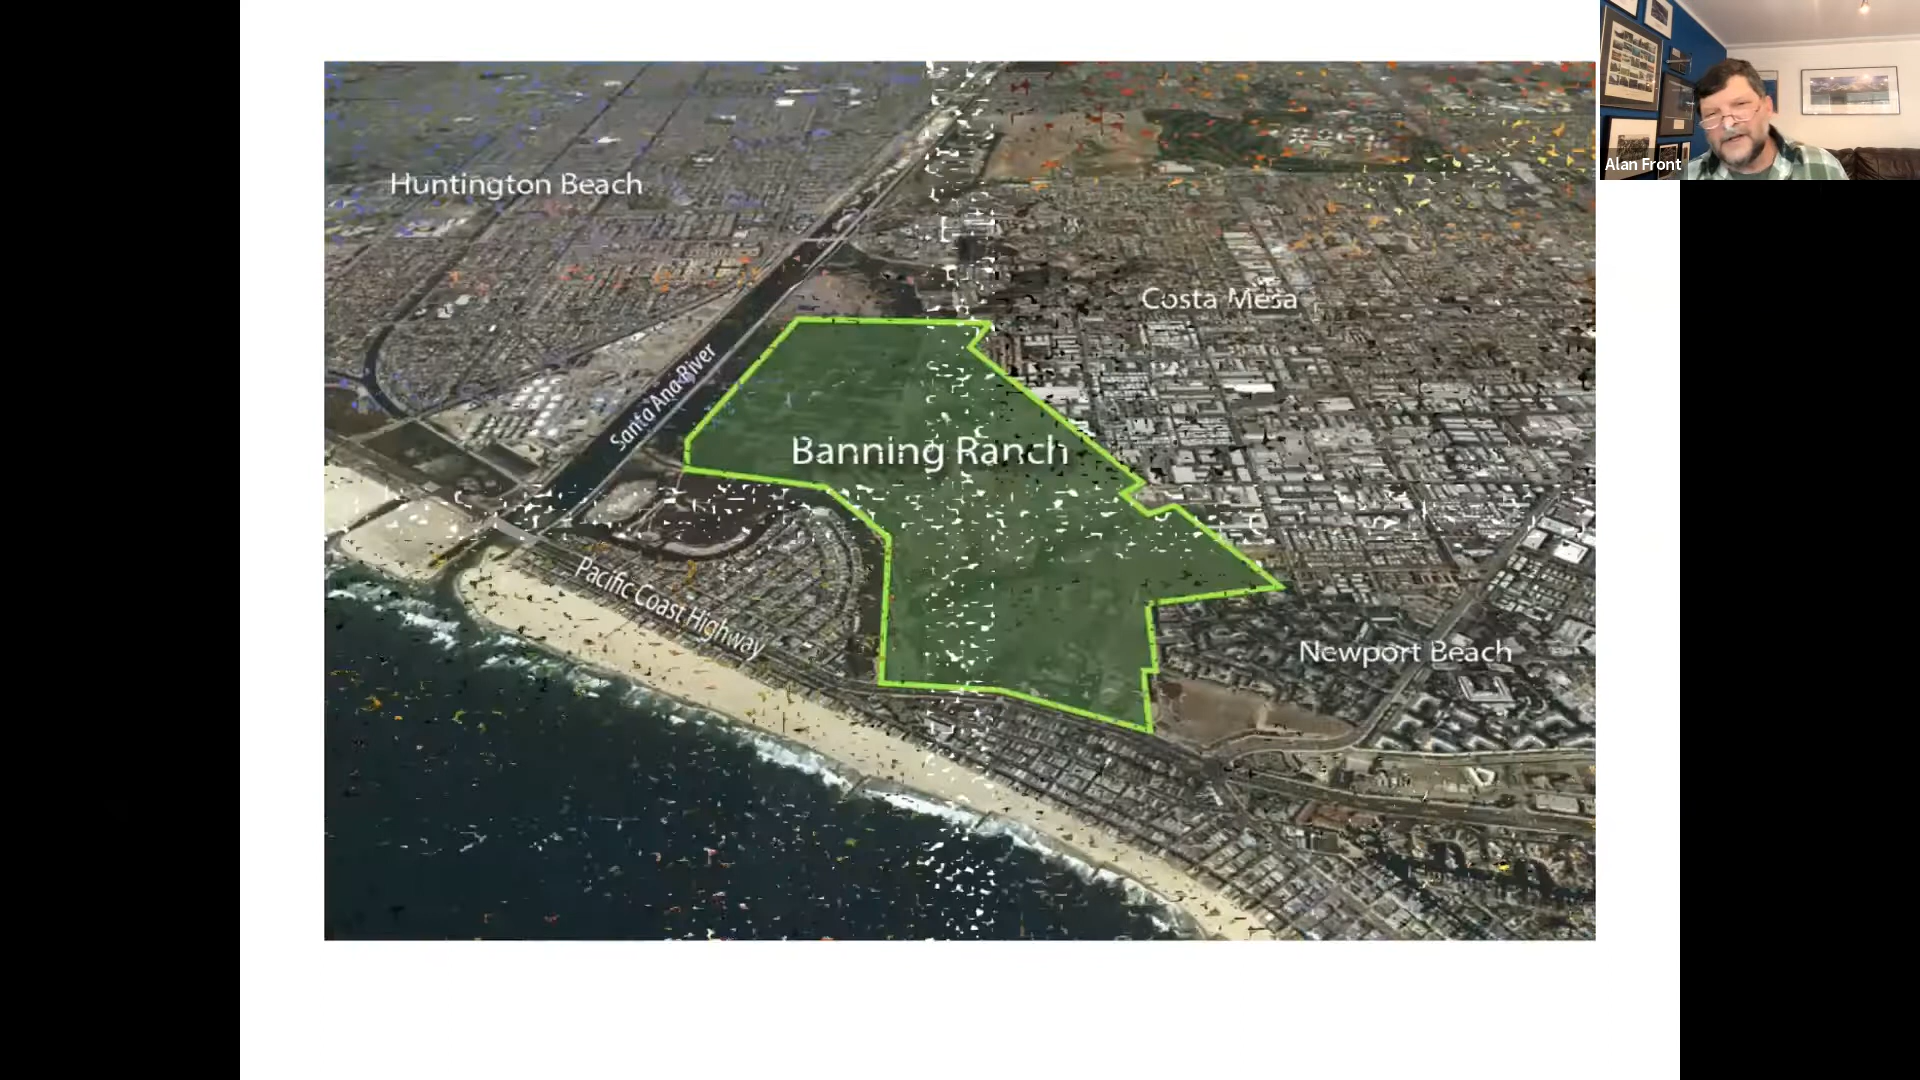 Alan Front
Huntington Beach
Costa Mesa
Santa Ana River
Banning Ranch
Pacific Coast Highway
Newport Beach